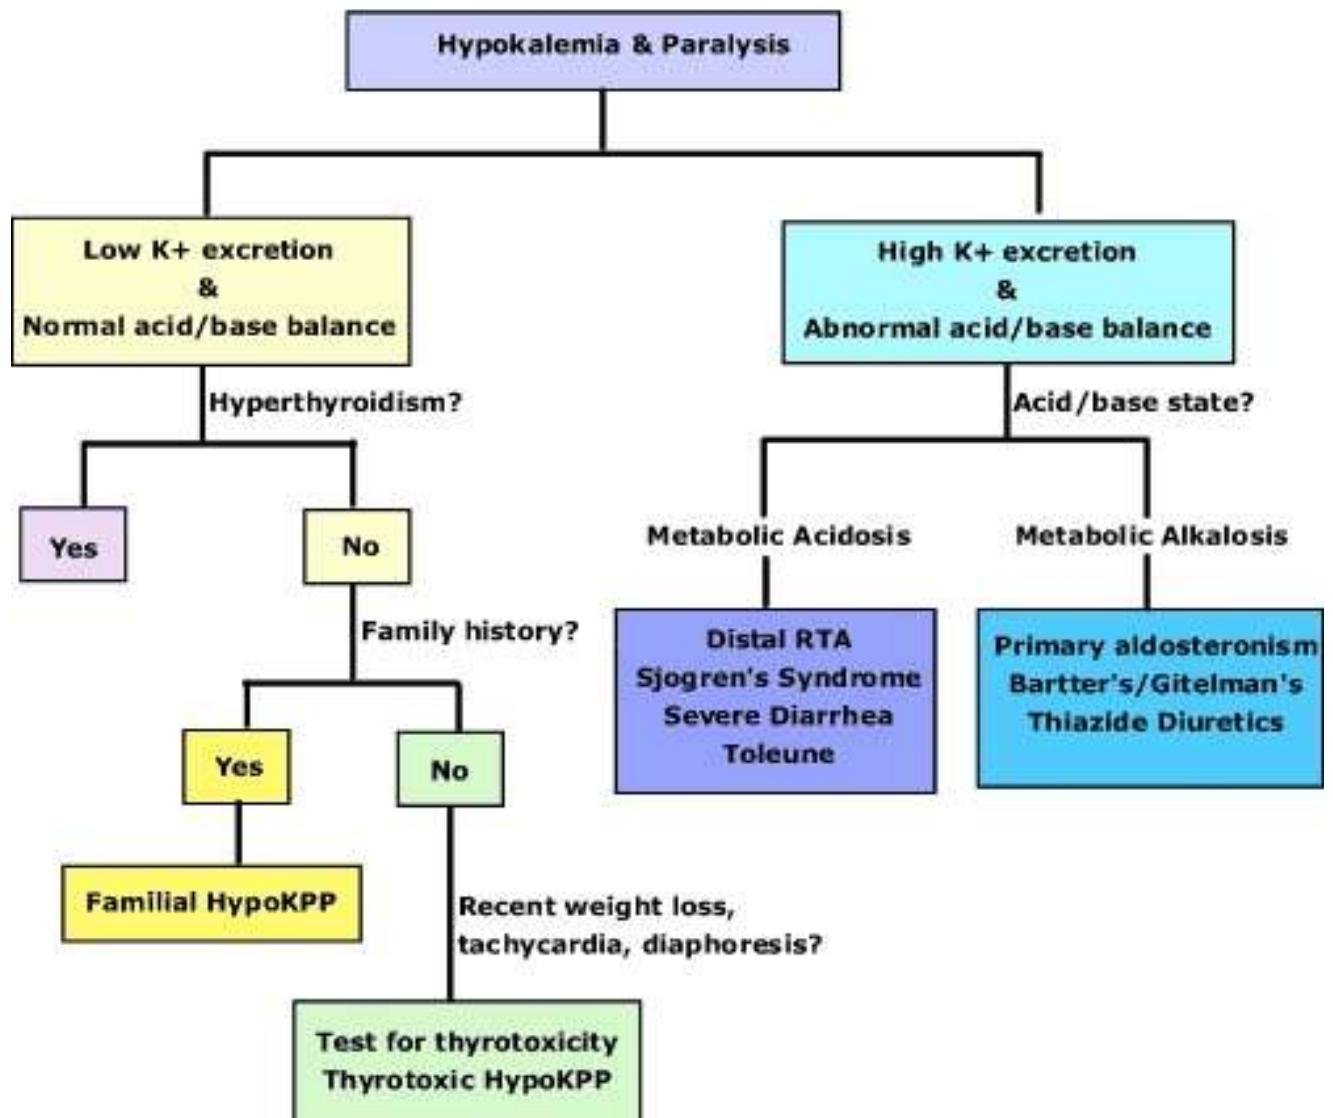 Hypokalemia & Paralysis
Low K+ excretion
&
Normal acid/base balance
High K+ excretion
&
Abnormal acid/base balance
Hyperthyroidism?
Acid/base state?
Yes
No
Metabolic Acidosis
Metabolic Alkalosis
Family history?
Distal RTA
Sjogren's Syndrome
Severe Diarrhea
Toleune
Primary aldosteronism
Bartter's/Gitelman's
Thiazide Diuretics
Yes
No
Familial HypoKPP
Recent weight loss,
tachycardia, diaphoresis?
Test for thyrotoxicity
Thyrotoxic HypoKPP